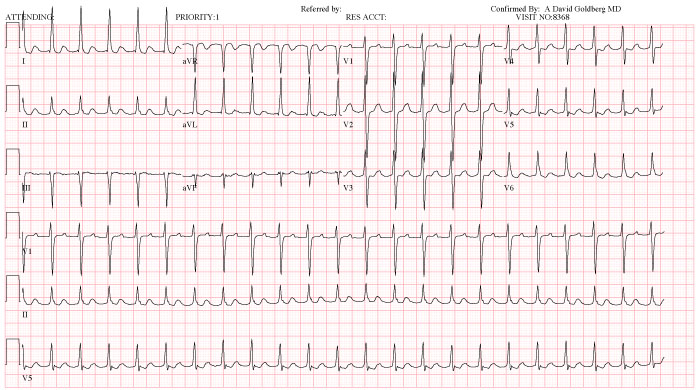 Referred by: Confirmed By: A David Goldberg MD
ATTENDING: PRIORITY:1 RES ACCT: VISIT NO:8368
I aVR V1 V4
II aVL V2 V5
III aVF V3 V6
V1
II
V5